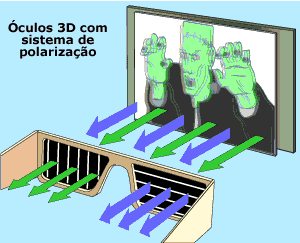 Óculos 3D com
sistema de
polarização